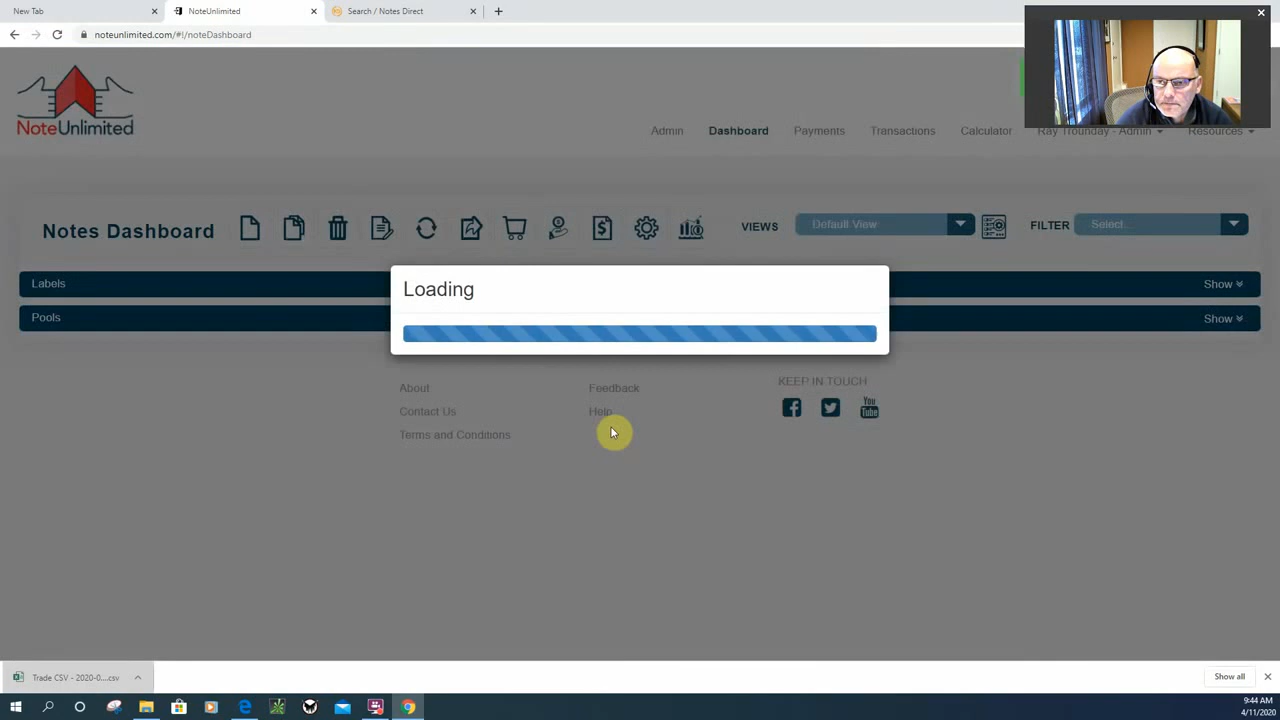 New Tab
NoteUnlimited
Search / Notes Direct
noteunlimited.com/#!/noteDashboard
NoteUnlimited
Admin
Dashboard
Payments
Transactions
Calculator
Ray Trounday - Admin
Resources
Notes Dashboard
VIEWS
Default View
FILTER
Select...
Labels
Show
Pools
Show
Loading
About
Feedback
KEEP IN TOUCH
Contact Us
Help
You
Tube
Terms and Conditions
Trade CSV - 2020-0....csv
Show all
9:44 AM
4/11/2020